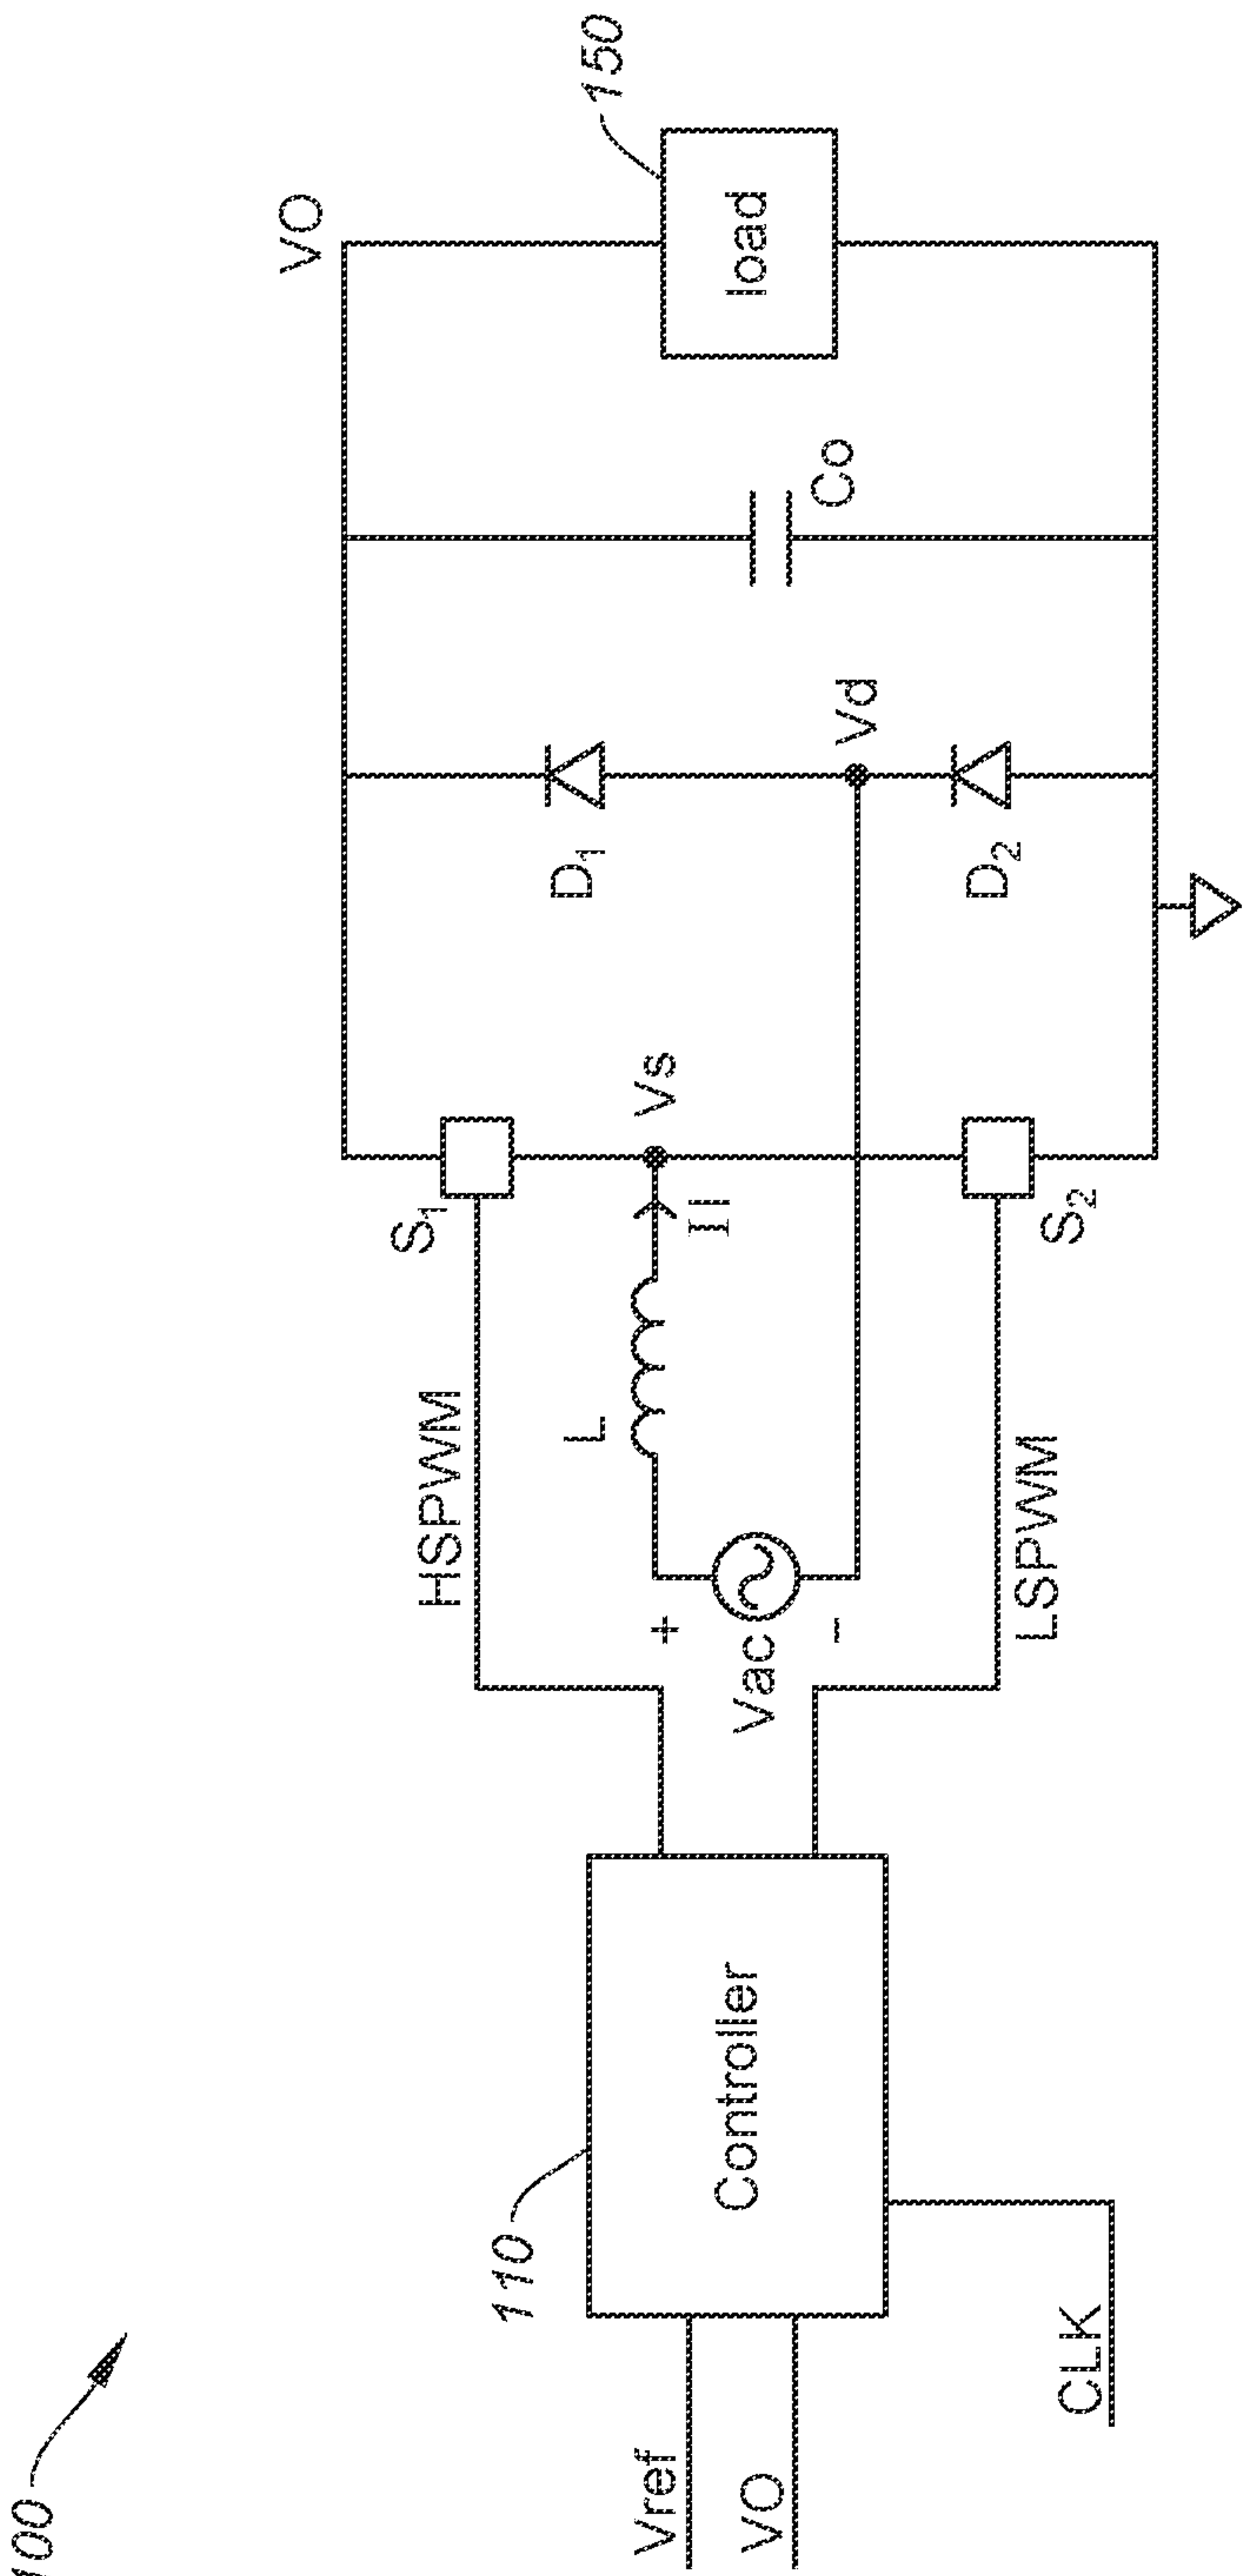 100
Vref
VO
CLK
110
Controller
HSPWM
LSPWM
Vac
+
−
L
Il
S1
S2
Vs
D1
D2
Vd
Co
VO
load
150